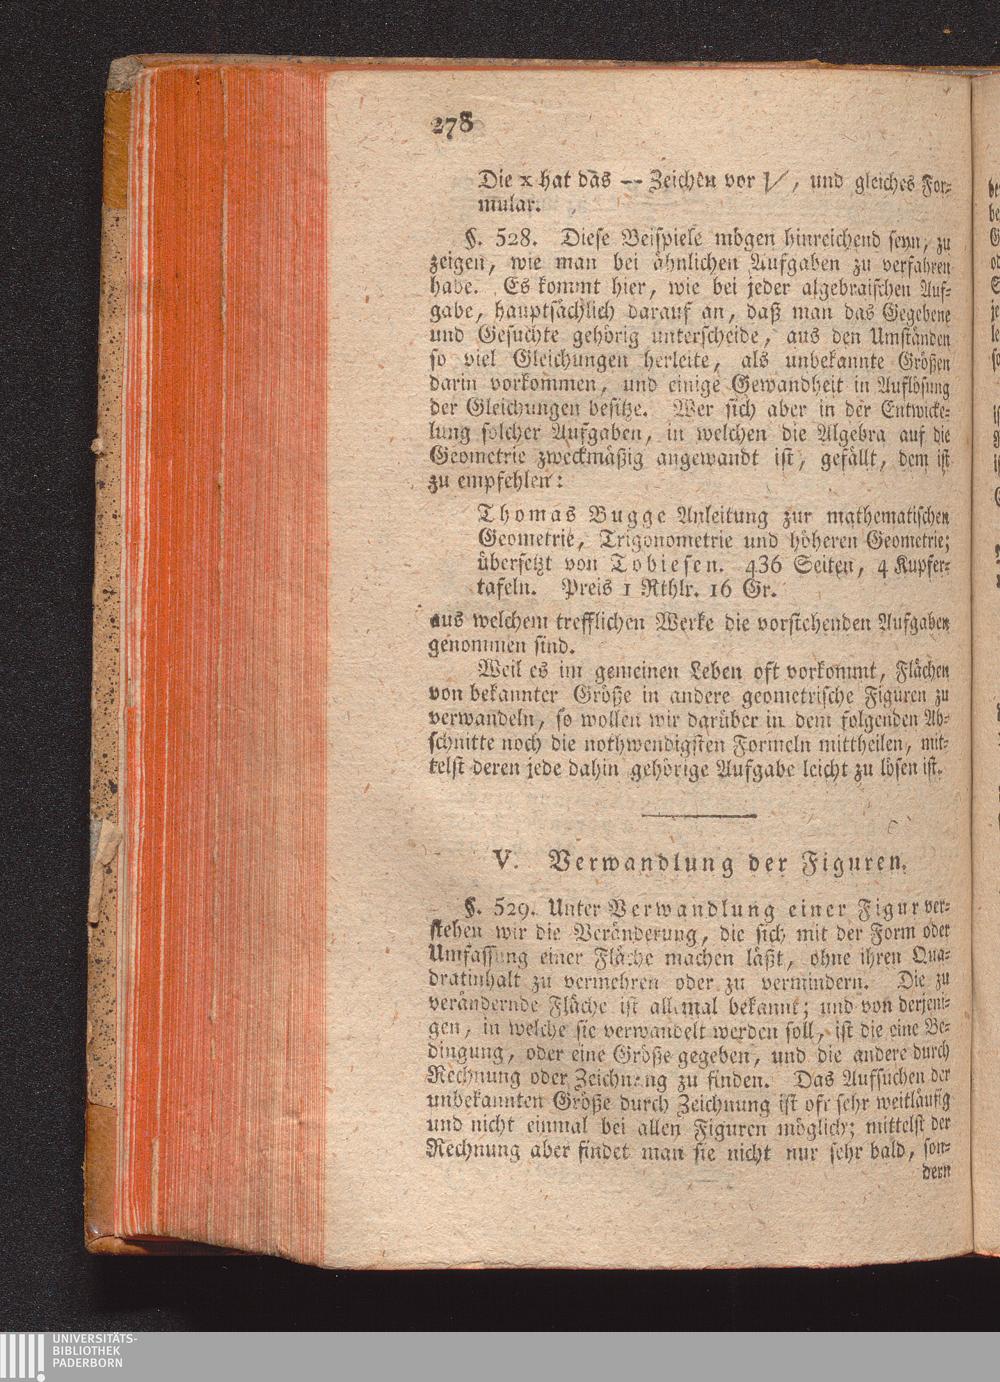 278
Die x hat das -- Zeichen vor √, und gleiches For-
mular.
§. 528. Diese Beispiele mögen hinreichend seyn, zu
zeigen, wie man bei ähnlichen Aufgaben zu verfahren
habe. Es kommt hier, wie bei jeder algebraischen Auf-
gabe, hauptsächlich darauf an, daß man das Gegebene
und Gesuchte gehörig unterscheide, aus den Umständen
so viel Gleichungen herleite, als unbekannte Größen
darin vorkommen, und einige Gewandheit in Auflösung
der Gleichungen besitze. Wer sich aber in der Entwicke-
lung solcher Aufgaben, in welchen die Algebra auf die
Geometrie zweckmäßig angewandt ist, gefällt, dem ist
zu empfehlen:
Thomas Bugge Anleitung zur mathematischen
Geometrie, Trigonometrie und höheren Geometrie;
übersetzt von Tobiesen. 436 Seiten, 4 Kupfer-
tafeln. Preis 1 Rthlr. 16 Gr.
aus welchem trefflichen Werke die vorstehenden Aufgaben
genommen sind.
Weil es im gemeinen Leben oft vorkommt, Flächen
von bekannter Größe in andere geometrische Figuren zu
verwandeln, so wollen wir darüber in dem folgenden Ab-
schnitte noch die nothwendigsten Formeln mittheilen, mit-
telst deren jede dahin gehörige Aufgabe leicht zu lösen ist.
V. Verwandlung der Figuren.
§. 529. Unter Verwandlung einer Figur ver-
stehen wir die Veränderung, die sich mit der Form oder
Umfassung einer Fläche machen läßt, ohne ihren Qua-
dratinhalt zu vermehren oder zu vermindern. Die zu
verändernde Fläche ist allemal bekannt; und von derjeni-
gen, in welche sie verwandelt werden soll, ist die eine Be-
dingung, oder eine Größe gegeben, und die andere durch
Rechnung oder Zeichnung zu finden. Das Aufsuchen der
unbekannten Größe durch Zeichnung ist oft sehr weitläufig
und nicht einmal bei allen Figuren möglich; mittelst der
Rechnung aber findet man sie nicht nur sehr bald, son-
dern
UNIVERSITÄTS-
BIBLIOTHEK
PADERBORN